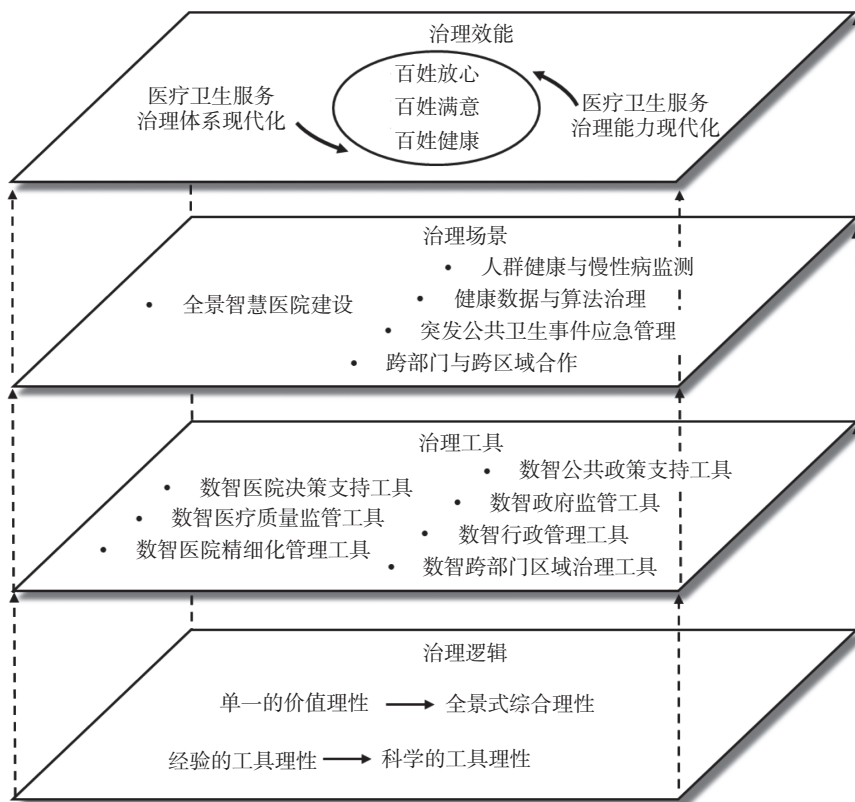 治理效能
百姓放心
百姓满意
百姓健康
医疗卫生服务
治理体系现代化
医疗卫生服务
治理能力现代化
治理场景
• 全景智慧医院建设
• 人群健康与慢性病监测
• 健康数据与算法治理
• 突发公共卫生事件应急管理
• 跨部门与跨区域合作
治理工具
• 数智医院决策支持工具
• 数智医疗质量监管工具
• 数智医院精细化管理工具
• 数智公共政策支持工具
• 数智政府监管工具
• 数智行政管理工具
• 数智跨部门区域治理工具
治理逻辑
单一的价值理性 → 全景式综合理性
经验的工具理性 → 科学的工具理性